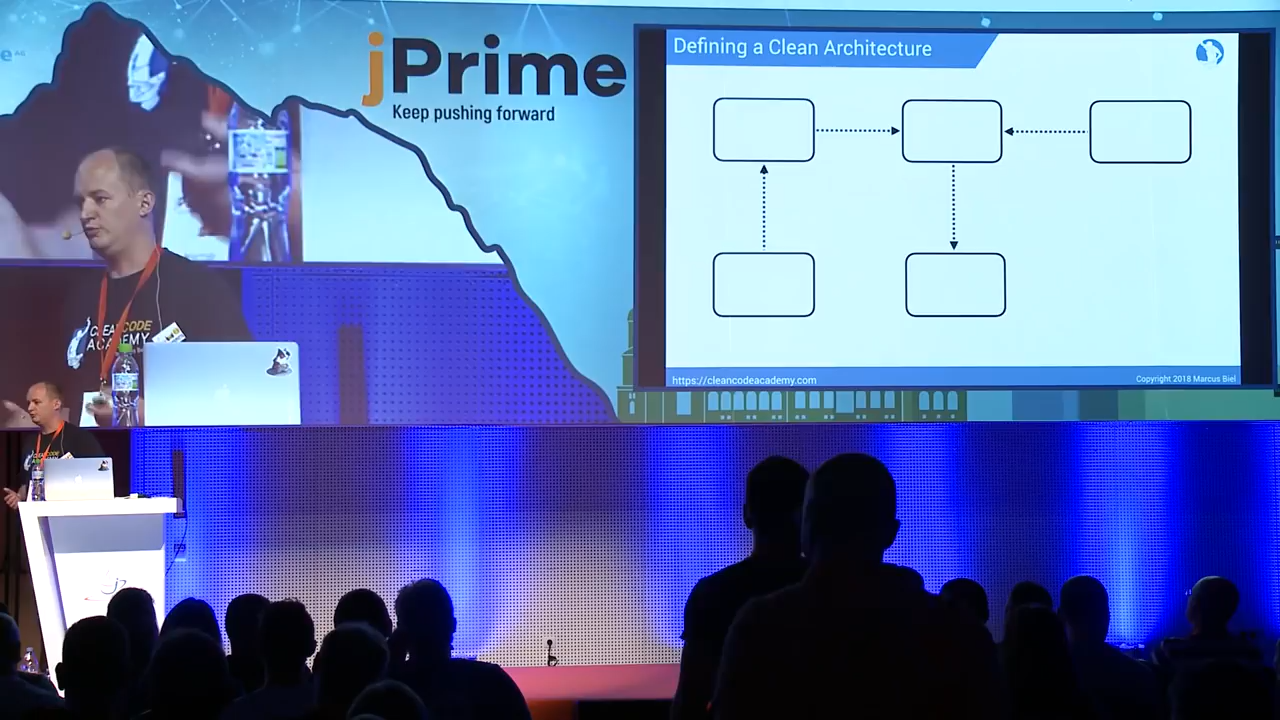 jPrime
Keep pushing forward
Defining a Clean Architecture
https://cleancodeacademy.com
Copyright 2018 Marcus Biel
CLEAN CODE
ACADEMY